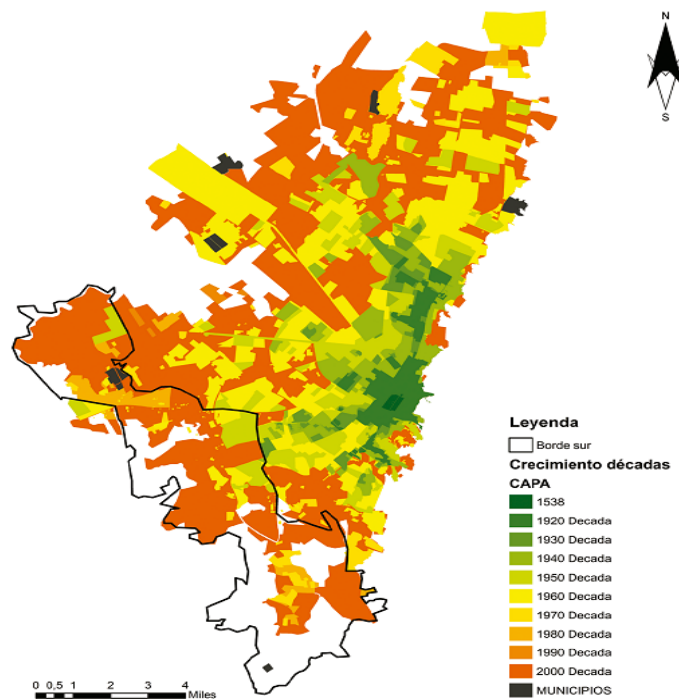 N
S
Leyenda
Borde sur
Crecimiento décadas
CAPA
1538
1920 Decada
1930 Decada
1940 Decada
1950 Decada
1960 Decada
1970 Decada
1980 Decada
1990 Decada
2000 Decada
MUNICIPIOS
0 0,5 1 2 3 4
Miles